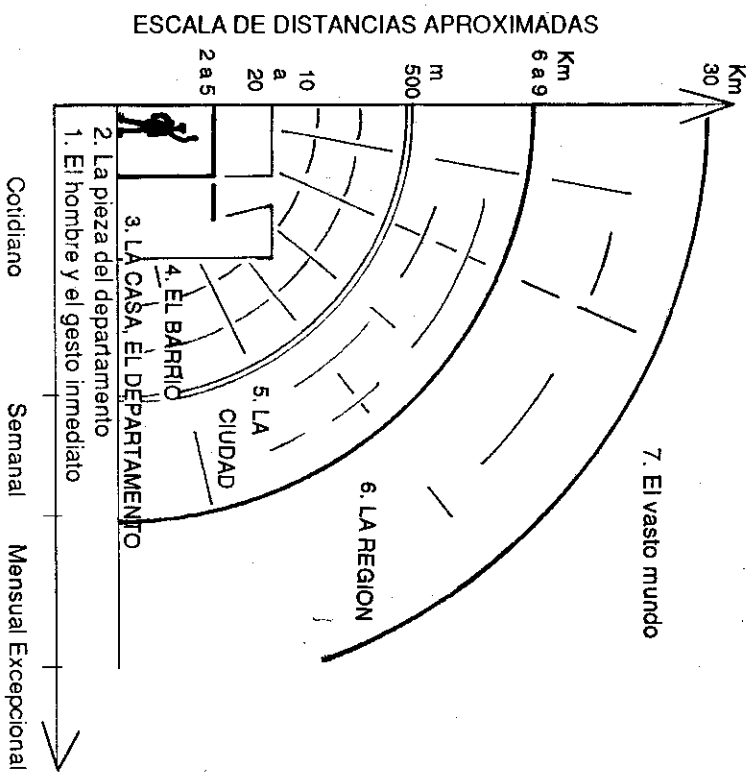 ESCALA DE DISTANCIAS APROXIMADAS
2 a 5
10
a
20
m
500
Km
6 a 9
Km
30
1. El hombre y el gesto inmediato
2. La pieza del departamento
3. LA CASA, EL DEPARTAMENTO
4. EL BARRIO
5. LA
CIUDAD
6. LA REGION
7. El vasto mundo
Cotidiano
Semanal
Mensual
Excepcional